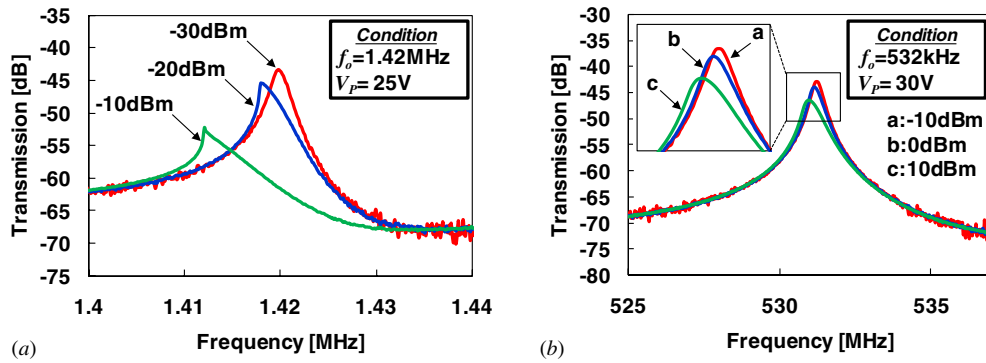 -35
-40
-45
-50
-55
-60
-65
-70
-75
Transmission [dB]
-30dBm
-20dBm
-10dBm
Condition
fo=1.42MHz
VP= 25V
1.4
1.41
1.42
1.43
1.44
Frequency [MHz]
(a)
-30
-35
-40
-45
-50
-55
-60
-65
-70
-75
-80
Transmission [dB]
b
a
c
Condition
fo=532kHz
VP= 30V
a:-10dBm
b:0dBm
c:10dBm
525
530
535
Frequency [MHz]
(b)